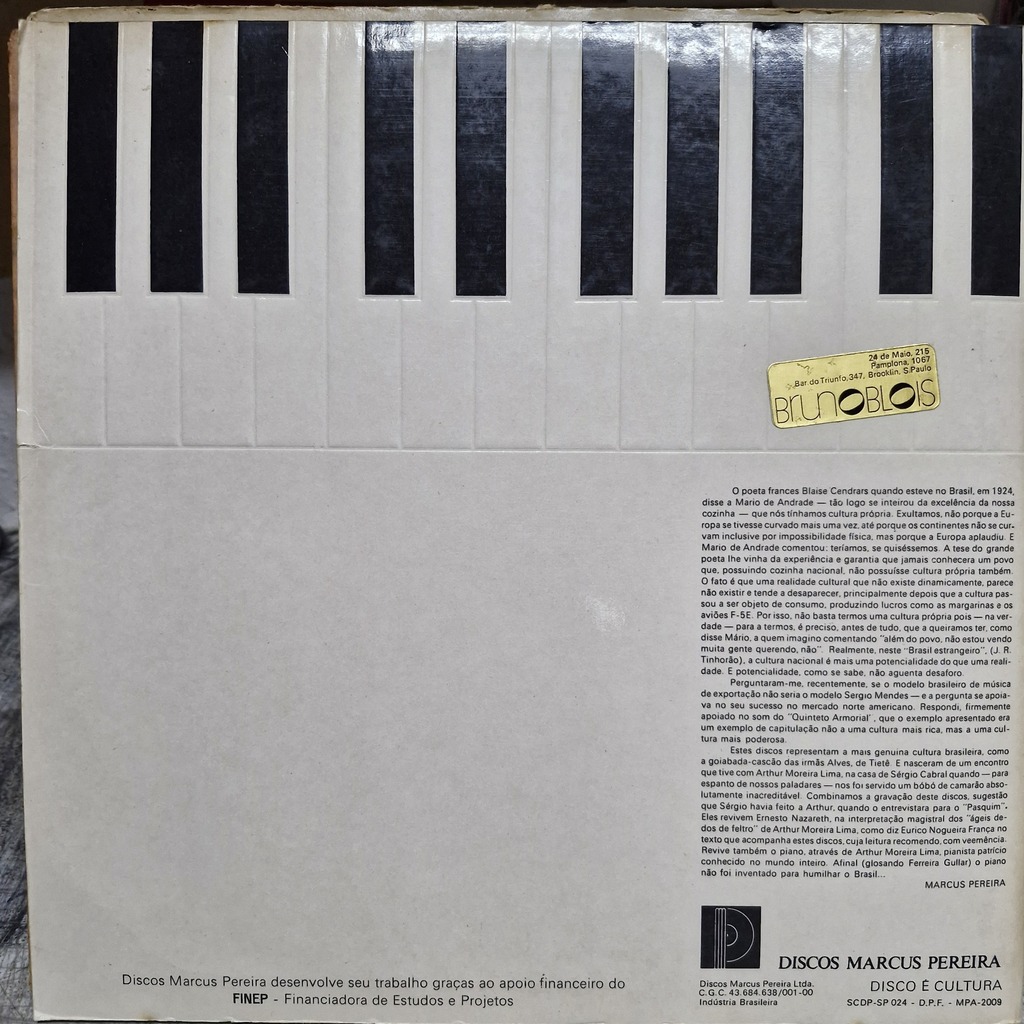 24 de Maio, 215
Pamplona, 1067
Bar. do Triunfo, 347, Brooklin, S. Paulo
BrunoBLOIS
O poeta frances Blaise Cendrars quando esteve no Brasil, em 1924,
disse a Mario de Andrade — tão logo se inteirou da excelência da nossa
cozinha — que nós tínhamos cultura própria. Exultamos, não porque a Eu-
ropa se tivesse curvado mais uma vez, até porque os continentes não se cur-
vam inclusive por impossibilidade física, mas porque a Europa aplaudiu. E
Mario de Andrade comentou: teríamos, se quiséssemos. A tese do grande
poeta lhe vinha da experiência e garantia que jamais conhecera um povo
que, possuindo cozinha nacional, não possuísse cultura própria também.
O fato é que uma realidade cultural que não existe dinamicamente, parece
não existir e tende a desaparecer, principalmente depois que a cultura pas-
sou a ser objeto de consumo, produzindo lucros como as margarinas e os
aviões F-5E. Por isso, não basta termos uma cultura própria pois — na ver-
dade — para a termos, é preciso, antes de tudo, que a queiramos ter, como
disse Mário, a quem imagino comentando "além do povo, não estou vendo
muita gente querendo, não". Realmente, neste "Brasil estrangeiro", (J. R.
Tinhorão), a cultura nacional é mais uma potencialidade do que uma reali-
dade. E potencialidade, como se sabe, não aguenta desaforo.
Perguntaram-me, recentemente, se o modelo brasileiro de música
de exportação não seria o modelo Sergio Mendes — e a pergunta se apoia-
va no seu sucesso no mercado norte americano. Respondi, firmemente
apoiado no som do "Quinteto Armorial", que o exemplo apresentado era
um exemplo de capitulação não a uma cultura mais rica, mas a uma cul-
tura mais poderosa.
Estes discos representam a mais genuina cultura brasileira, como
a goiabada-cascão das irmãs Alves, de Tietê. E nasceram de um encontro
que tive com Arthur Moreira Lima, na casa de Sérgio Cabral quando — para
espanto de nossos paladares — nos foi servido um bóbó de camarão abso-
lutamente inacreditável. Combinamos a gravação deste discos, sugestão
que Sérgio havia feito a Arthur, quando o entrevistara para o "Pasquim".
Eles revivem Ernesto Nazareth, na interpretação magistral dos "ágeis de-
dos de feltro" de Arthur Moreira Lima, como diz Eurico Nogueira França no
texto que acompanha estes discos, cuja leitura recomendo, com veemência.
Revive também o piano, através de Arthur Moreira Lima, pianista patrício
conhecido no mundo inteiro. Afinal (glosando Ferreira Gullar) o piano
não foi inventado para humilhar o Brasil...
MARCUS PEREIRA
DISCOS MARCUS PEREIRA
Discos Marcus Pereira Ltda.
C.G.C. 43.684.638/001-00
Indústria Brasileira
DISCO É CULTURA
SCDP-SP 024 - D.P.F. - MPA-2009
Discos Marcus Pereira desenvolve seu trabalho graças ao apoio financeiro do
FINEP - Financiadora de Estudos e Projetos